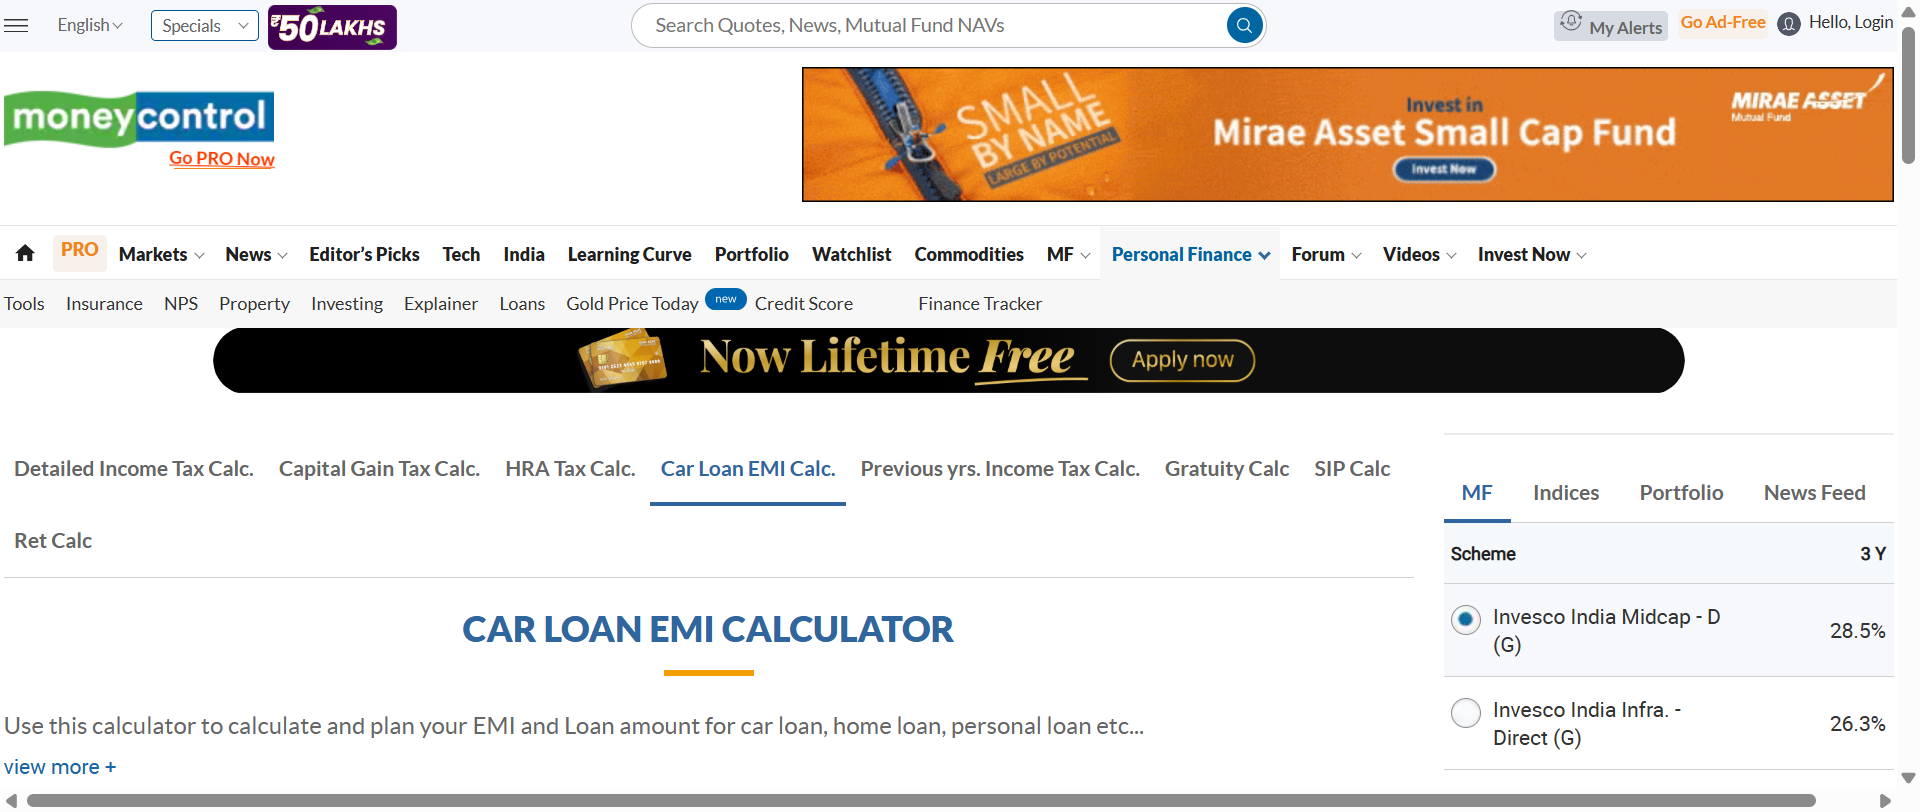 English
Specials
₹50 LAKHS
Search Quotes, News, Mutual Fund NAVs
My Alerts
Go Ad-Free
Hello, Login
moneycontrol
Go PRO Now
SMALL
BY NAME
LARGE BY POTENTIAL
Invest in
Mirae Asset Small Cap Fund
Invest Now
MIRAE ASSET
Mutual Fund
PRO Markets News Editor's Picks Tech India Learning Curve Portfolio Watchlist Commodities MF Personal Finance Forum Videos Invest Now
Tools Insurance NPS Property Investing Explainer Loans Gold Price Today new Credit Score Finance Tracker
Now Lifetime Free Apply now
Detailed Income Tax Calc. Capital Gain Tax Calc. HRA Tax Calc. Car Loan EMI Calc. Previous yrs. Income Tax Calc. Gratuity Calc SIP Calc
Ret Calc
CAR LOAN EMI CALCULATOR
Use this calculator to calculate and plan your EMI and Loan amount for car loan, home loan, personal loan etc...
view more +
MF Indices Portfolio News Feed
Scheme 3 Y
Invesco India Midcap - D
(G)
28.5%
Invesco India Infra. -
Direct (G)
26.3%